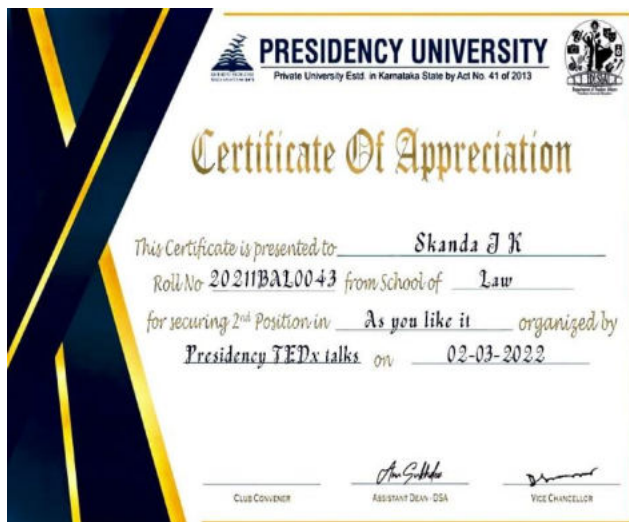 PRESIDENCY UNIVERSITY
Private University Estd. in Karnataka State by Act No. 41 of 2013
Certificate Of Appreciation
This Certificate is presented to Skanda J K
Roll No 20211BAL0043 from School of Law
for securing 2nd Position in As you like it organized by
Presidency TEDx talks on 02-03-2022
CLUB CONVENER
ASSISTANT DEAN - DSA
VICE CHANCELLOR